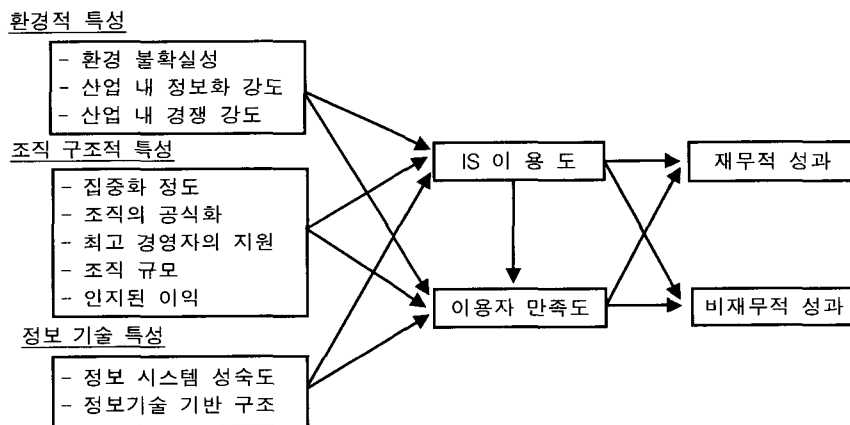 환경적 특성
- 환경 불확실성
- 산업 내 정보화 강도
- 산업 내 경쟁 강도
조직 구조적 특성
- 집중화 정도
- 조직의 공식화
- 최고 경영자의 지원
- 조직 규모
- 인지된 이익
정보 기술 특성
- 정보 시스템 성숙도
- 정보기술 기반 구조
IS 이 용 도
이용자 만족도
재무적 성과
비재무적 성과